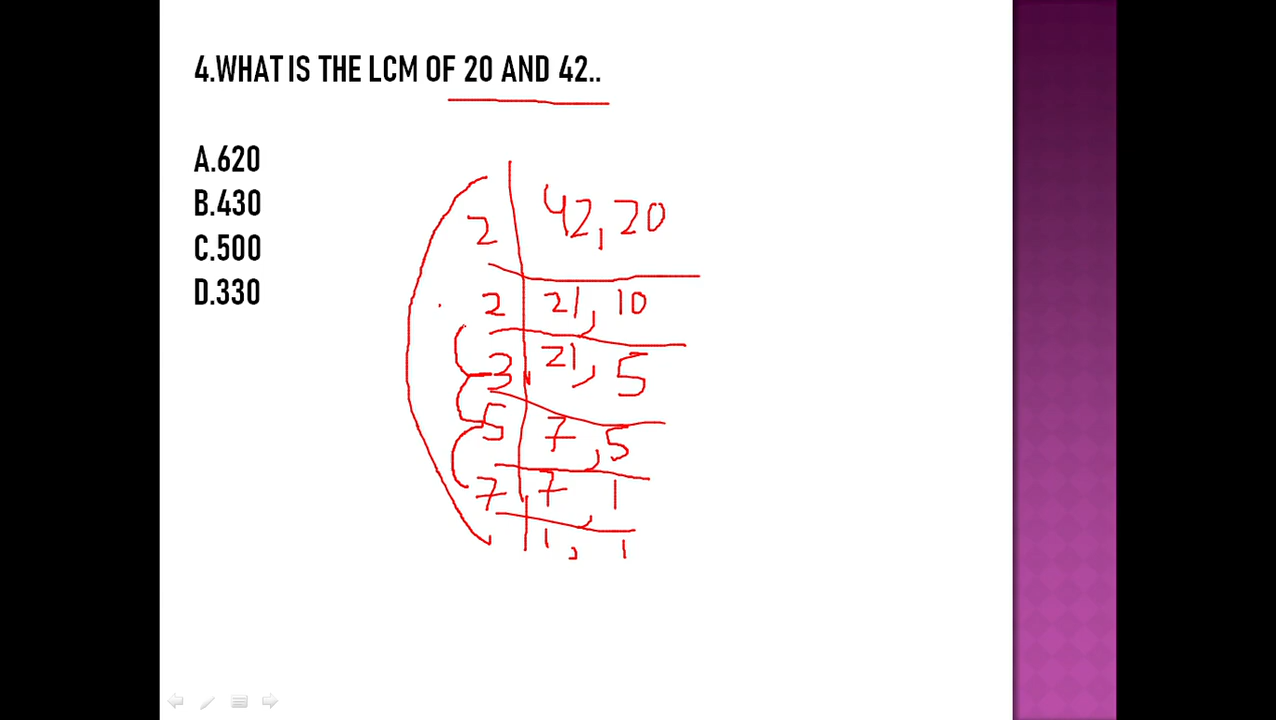 4.WHAT IS THE LCM OF 20 AND 42..
A.620
B.430
C.500
D.330
2 42, 20
2 21, 10
3 21, 5
5 7, 5
7 7, 1
1, 1